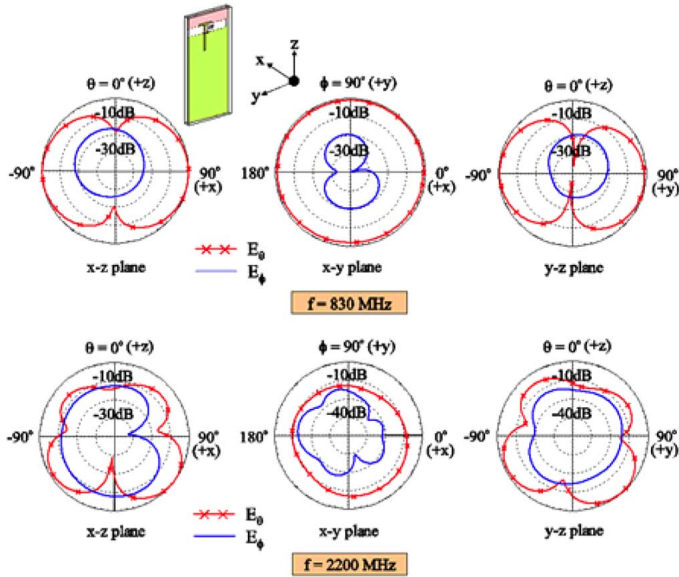 z
x
y
θ = 0° (+z)
-10dB
-30dB
-90°
90°
(+x)
x-z plane
ϕ = 90° (+y)
-10dB
-30dB
180°
0°
(+x)
x-y plane
θ = 0° (+z)
-10dB
-30dB
-90°
90°
(+y)
y-z plane
Eθ
Eϕ
f = 830 MHz
θ = 0° (+z)
-10dB
-30dB
-90°
90°
(+x)
x-z plane
ϕ = 90° (+y)
-10dB
-40dB
180°
0°
(+x)
x-y plane
θ = 0° (+z)
-10dB
-40dB
-90°
90°
(+y)
y-z plane
Eθ
Eϕ
f = 2200 MHz